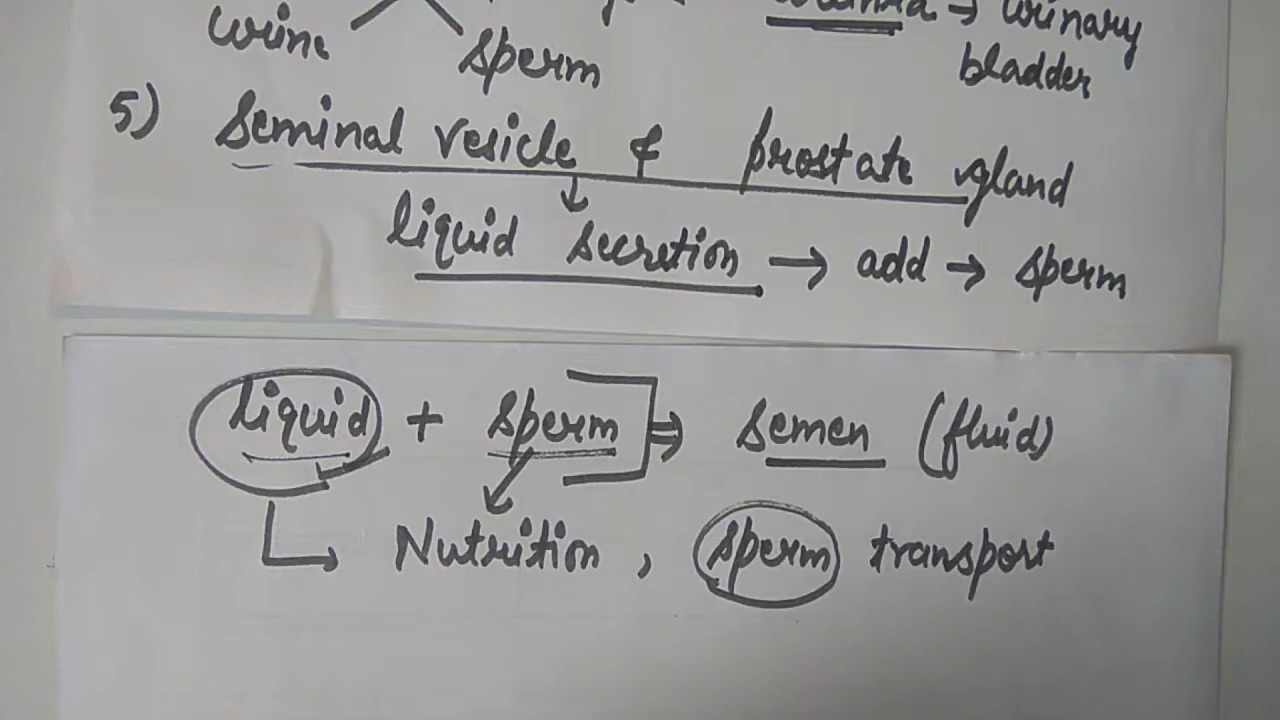 → urinary
urine sperm bladder
5) Seminal vesicle & prostate gland
↓
liquid secretion → add → sperm
liquid + sperm ⇒ semen (fluid)
Nutrition, sperm transport